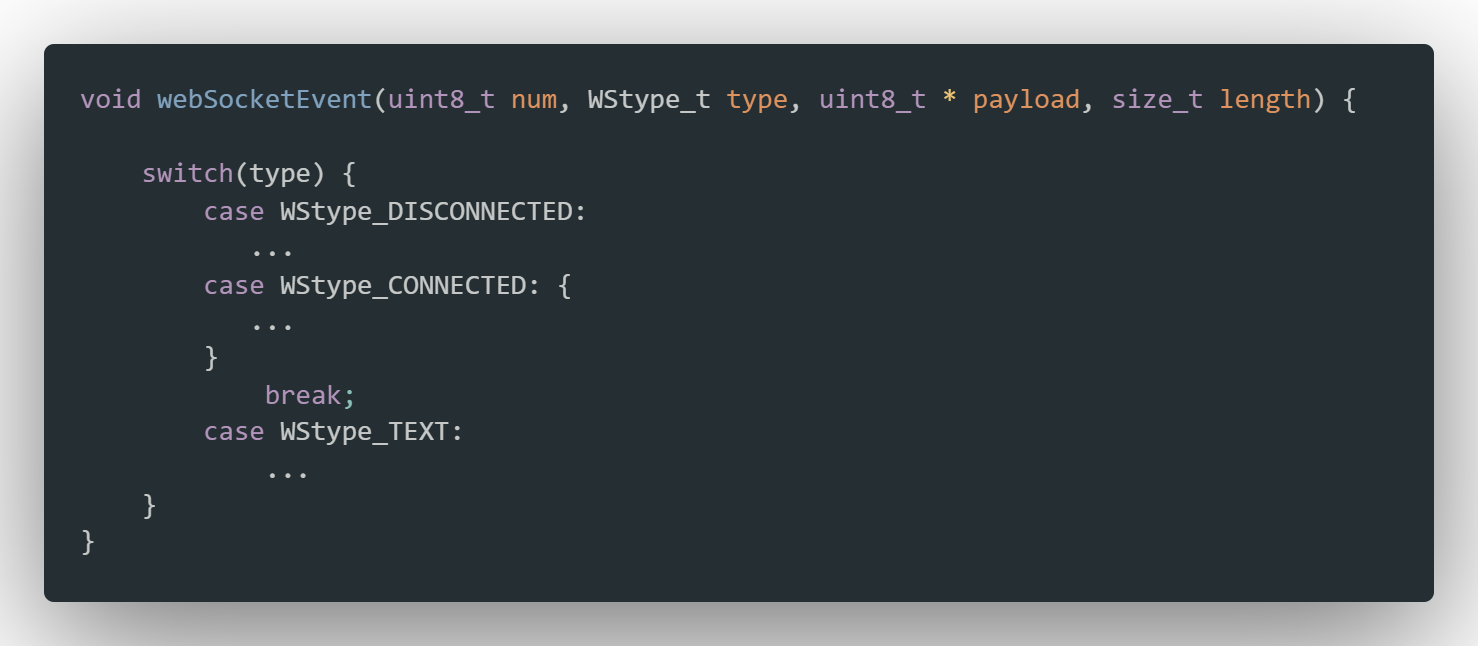 void webSocketEvent(uint8_t num, WStype_t type, uint8_t * payload, size_t length) {
    switch(type) {
        case WStype_DISCONNECTED:
           ...
        case WStype_CONNECTED: {
           ...
        }
            break;
        case WStype_TEXT:
            ...
    }
}